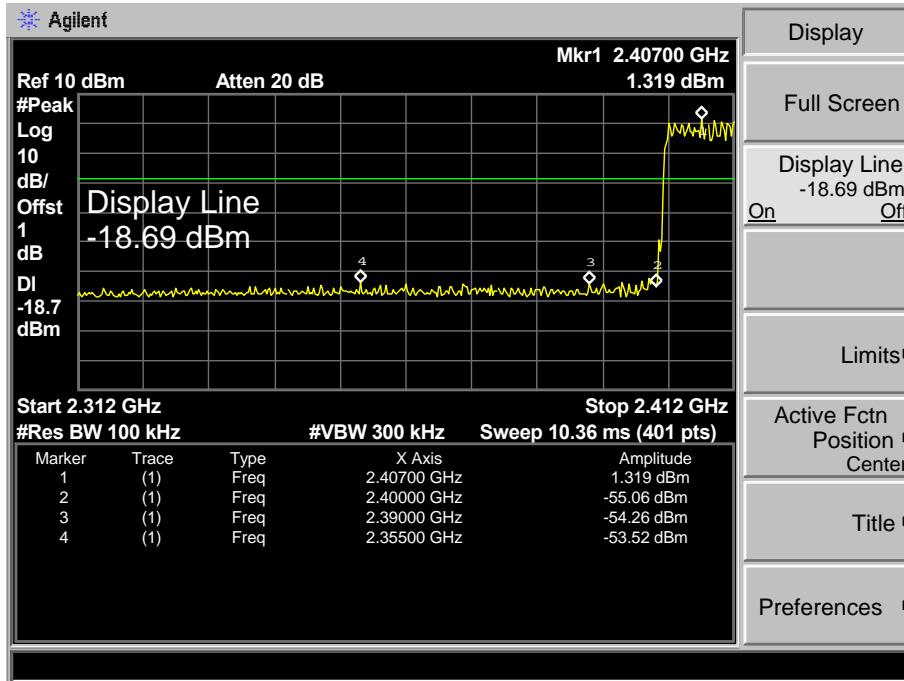 Agilent
Mkr1 2.40700 GHz
Ref 10 dBm Atten 20 dB 1.319 dBm
#Peak
Log
10
dB/
Offst
1
dB
DI
-18.7
dBm
Display Line
-18.69 dBm
1
4
3
2
Start 2.312 GHz Stop 2.412 GHz
#Res BW 100 kHz #VBW 300 kHz Sweep 10.36 ms (401 pts)
Marker Trace Type X Axis Amplitude
1 (1) Freq 2.40700 GHz 1.319 dBm
2 (1) Freq 2.40000 GHz -55.06 dBm
3 (1) Freq 2.39000 GHz -54.26 dBm
4 (1) Freq 2.35500 GHz -53.52 dBm
Display
Full Screen
Display Line
-18.69 dBm
On Off
Limits
Active Fctn
Position
Center
Title
Preferences